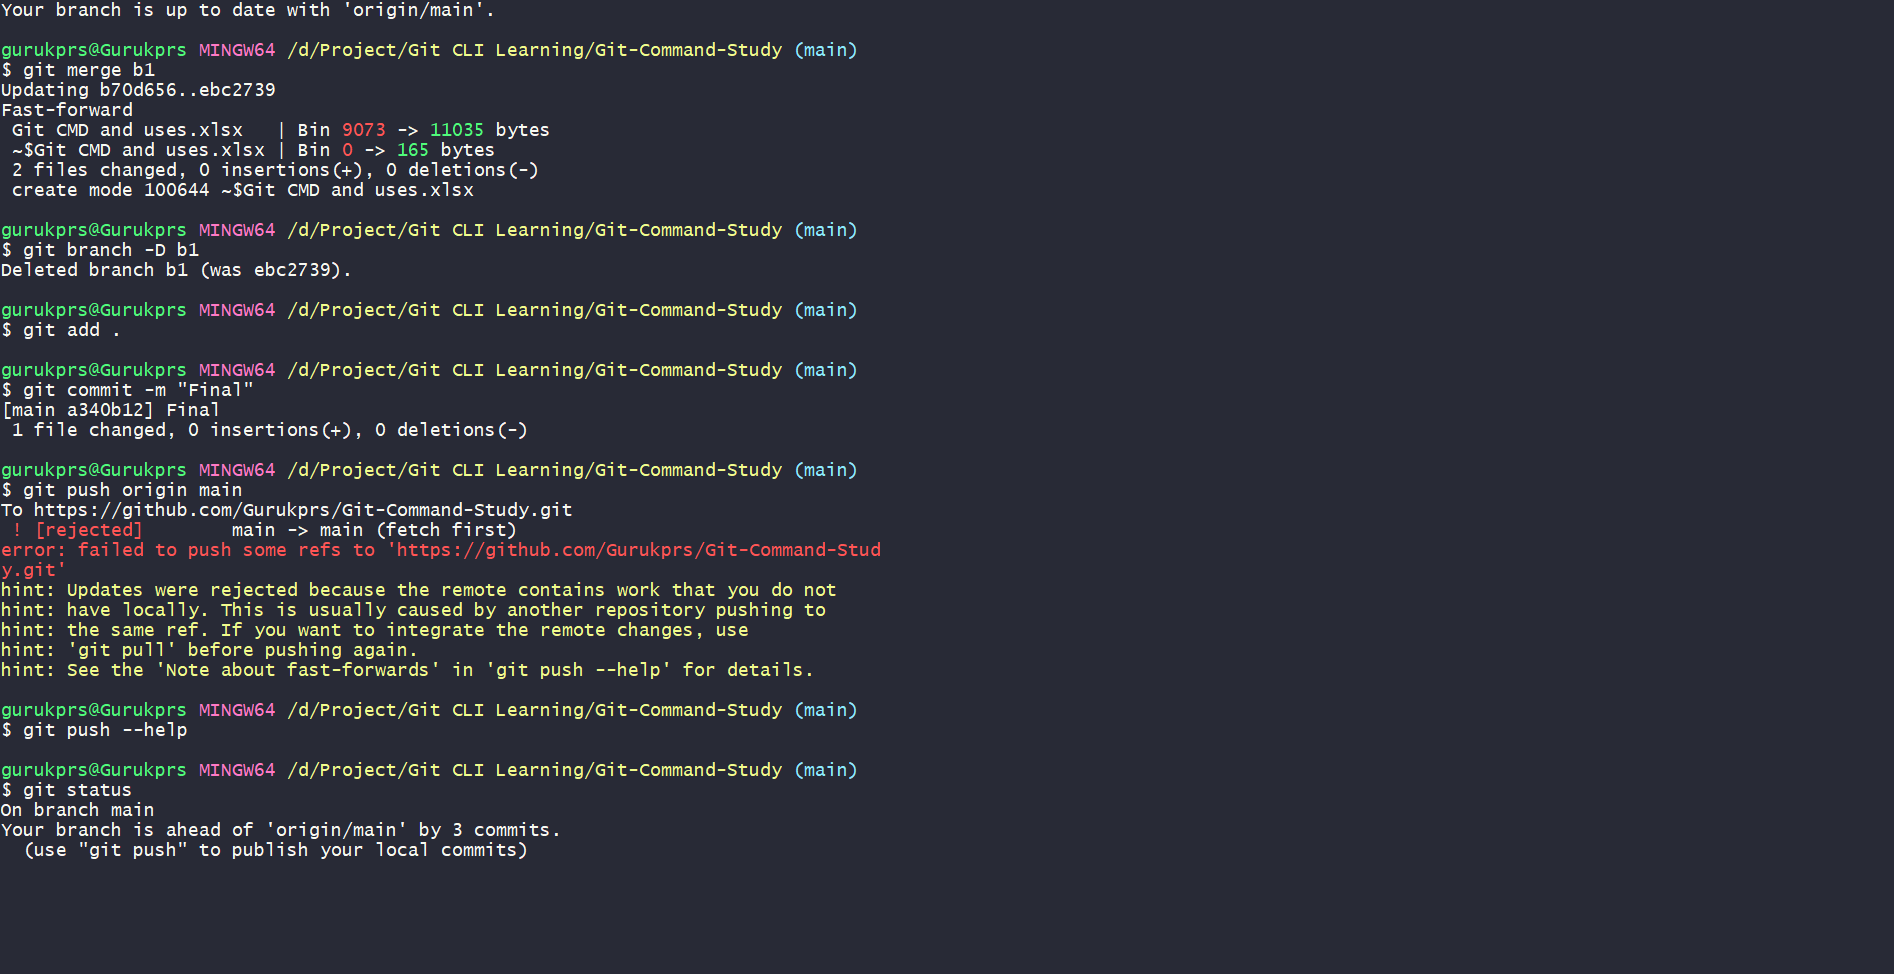 Your branch is up to date with 'origin/main'.
gurukprs@Gurukprs MINGW64 /d/Project/Git CLI Learning/Git-Command-Study (main)
$ git merge b1
Updating b70d656..ebc2739
Fast-forward
 Git CMD and uses.xlsx   | Bin 9073 -> 11035 bytes
 ~$Git CMD and uses.xlsx | Bin 0 -> 165 bytes
 2 files changed, 0 insertions(+), 0 deletions(-)
 create mode 100644 ~$Git CMD and uses.xlsx
gurukprs@Gurukprs MINGW64 /d/Project/Git CLI Learning/Git-Command-Study (main)
$ git branch -D b1
Deleted branch b1 (was ebc2739).
gurukprs@Gurukprs MINGW64 /d/Project/Git CLI Learning/Git-Command-Study (main)
$ git add .
gurukprs@Gurukprs MINGW64 /d/Project/Git CLI Learning/Git-Command-Study (main)
$ git commit -m "Final"
[main a340b12] Final
 1 file changed, 0 insertions(+), 0 deletions(-)
gurukprs@Gurukprs MINGW64 /d/Project/Git CLI Learning/Git-Command-Study (main)
$ git push origin main
To https://github.com/Gurukprs/Git-Command-Study.git
 ! [rejected]        main -> main (fetch first)
error: failed to push some refs to 'https://github.com/Gurukprs/Git-Command-Stud
y.git'
hint: Updates were rejected because the remote contains work that you do not
hint: have locally. This is usually caused by another repository pushing to
hint: the same ref. If you want to integrate the remote changes, use
hint: 'git pull' before pushing again.
hint: See the 'Note about fast-forwards' in 'git push --help' for details.
gurukprs@Gurukprs MINGW64 /d/Project/Git CLI Learning/Git-Command-Study (main)
$ git push --help
gurukprs@Gurukprs MINGW64 /d/Project/Git CLI Learning/Git-Command-Study (main)
$ git status
On branch main
Your branch is ahead of 'origin/main' by 3 commits.
  (use "git push" to publish your local commits)